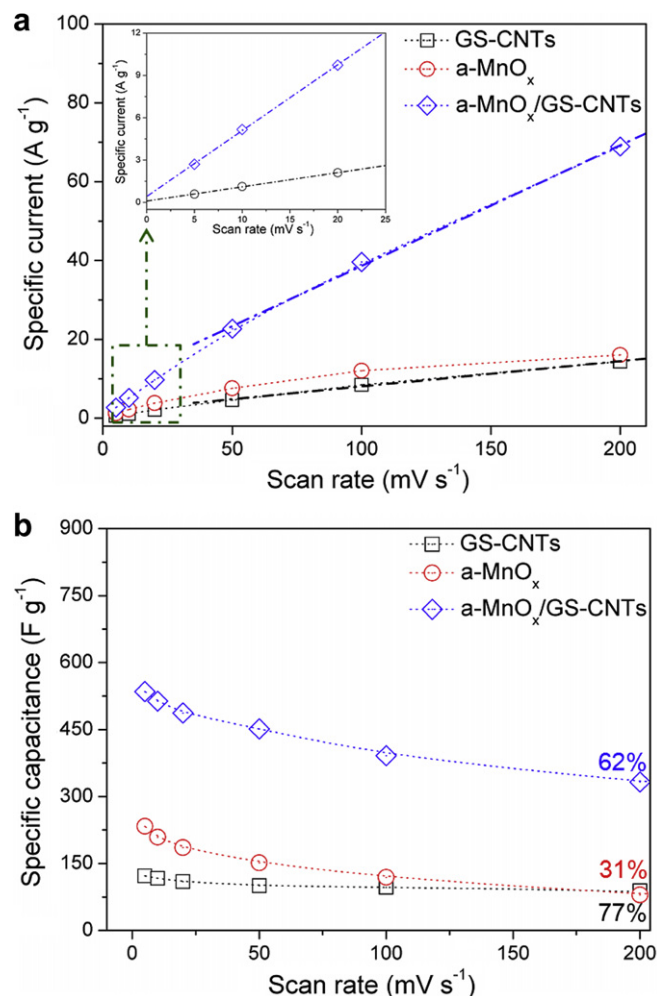 a
GS-CNTs
a-MnOₓ
a-MnOₓ/GS-CNTs
Specific current (A g⁻¹)
100
80
60
40
20
0
0
50
100
150
200
Scan rate (mV s⁻¹)
Specific current (A g⁻¹)
12
9
6
3
0
0
5
10
15
20
25
Scan rate (mV s⁻¹)
b
GS-CNTs
a-MnOₓ
a-MnOₓ/GS-CNTs
Specific capacitance (F g⁻¹)
900
750
600
450
300
150
0
62%
31%
77%
0
50
100
150
200
Scan rate (mV s⁻¹)